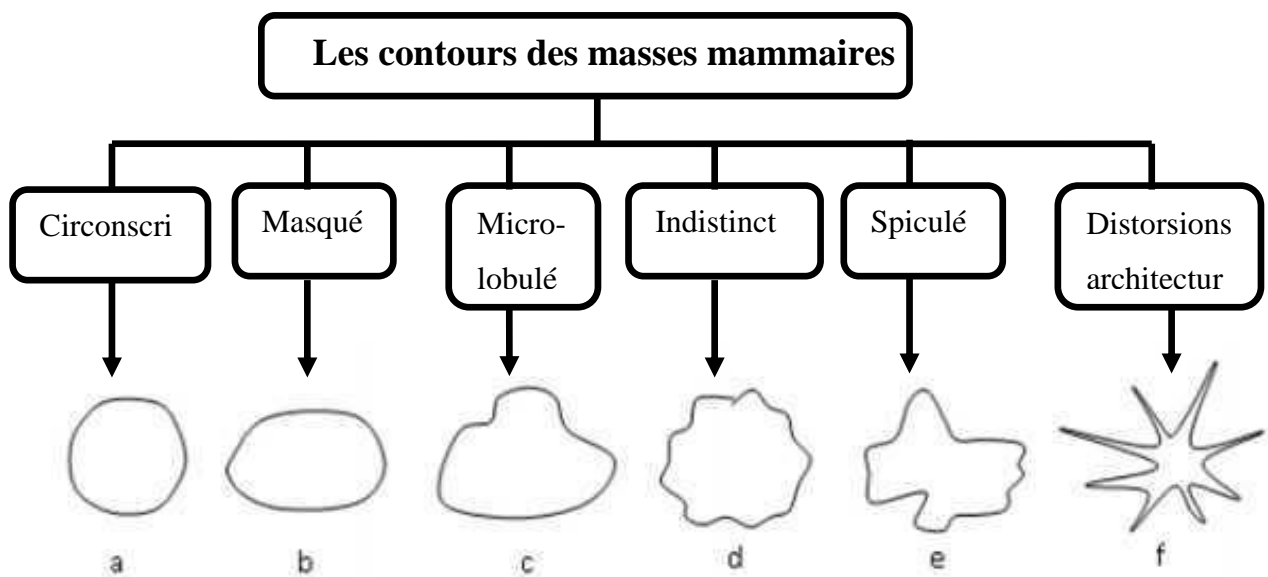 Les contours des masses mammaires
Circonscri
Masqué
Micro-
lobulé
Indistinct
Spiculé
Distorsions
architectur
a
b
c
d
e
f